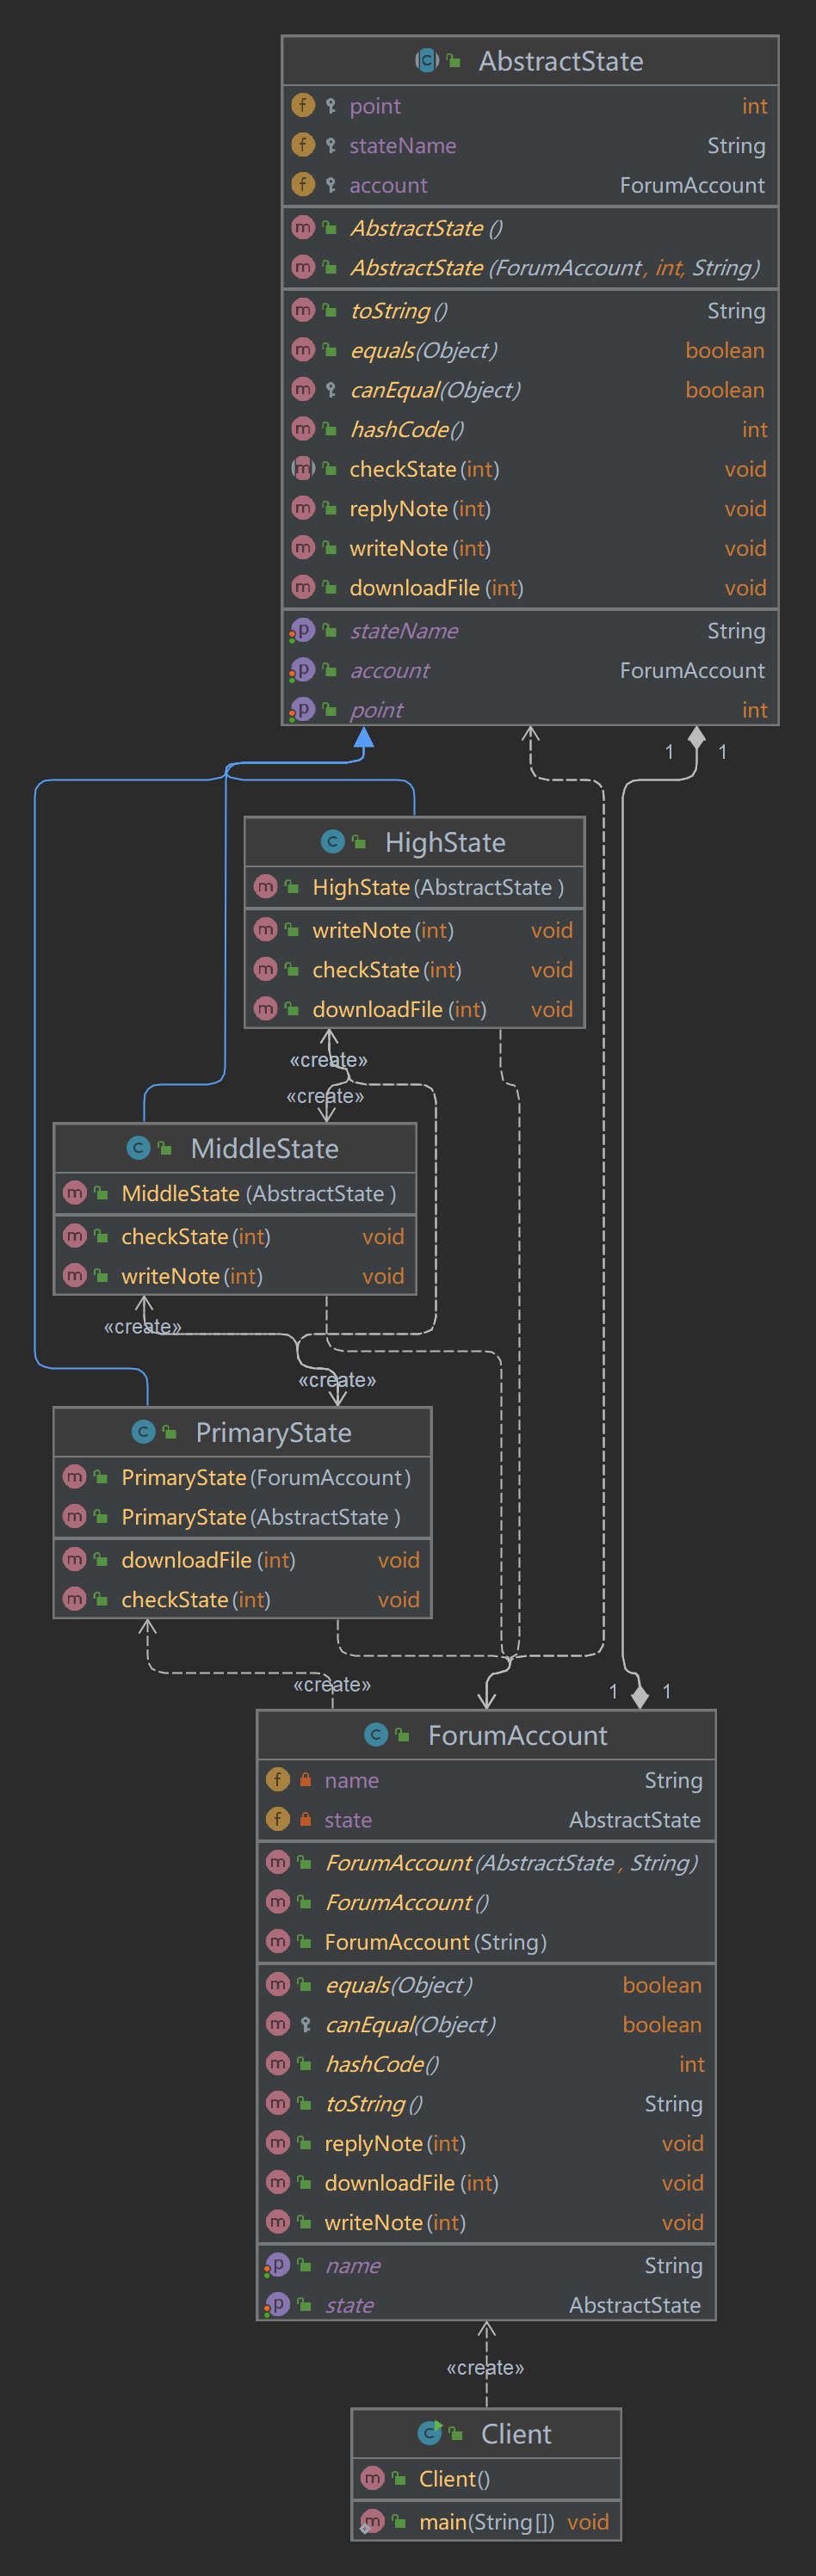 AbstractState
point int
stateName String
account ForumAccount
AbstractState ()
AbstractState (ForumAccount , int, String)
toString () String
equals(Object) boolean
canEqual(Object) boolean
hashCode() int
checkState (int) void
replyNote (int) void
writeNote (int) void
downloadFile (int) void
stateName String
account ForumAccount
point int
1 1
HighState
HighState (AbstractState )
writeNote (int) void
checkState (int) void
downloadFile (int) void
«create»
«create»
MiddleState
MiddleState (AbstractState )
checkState (int) void
writeNote (int) void
«create»
«create»
PrimaryState
PrimaryState (ForumAccount)
PrimaryState (AbstractState )
downloadFile (int) void
checkState (int) void
«create»
1 1
ForumAccount
name String
state AbstractState
ForumAccount (AbstractState , String)
ForumAccount ()
ForumAccount (String)
equals(Object) boolean
canEqual(Object) boolean
hashCode() int
toString () String
replyNote (int) void
downloadFile (int) void
writeNote (int) void
name String
state AbstractState
«create»
Client
Client()
main(String[]) void